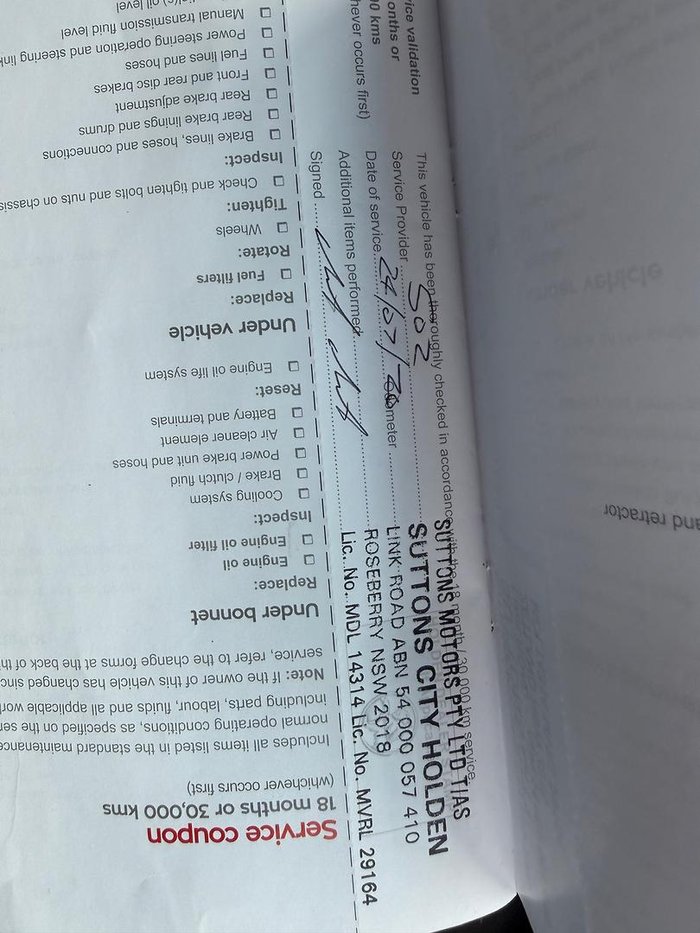 Service coupon
18 months or 30,000 kms
(whichever occurs first)
Includes all items listed in the standard maintenance
normal operating conditions, as specified on the
including parts, labour, fluids and all applicable
Note: If the owner of this vehicle has changed
service, refer to the change forms at the back of
Under bonnet
Replace:
Engine oil
Engine oil filter
Inspect:
Cooling system
Brake / clutch fluid
Power brake unit and hoses
Air cleaner element
Battery and terminals
Reset:
Engine oil life system
Under vehicle
Replace:
Fuel filters
Rotate:
Wheels
Tighten:
Check and tighten bolts and nuts on chassis
Inspect:
Brake lines, hoses and connections
Rear brake linings and drums
Rear brake adjustment
Front and rear disc brakes
Fuel lines and hoses
Power steering operation and steering
Manual transmission fluid level
oil level
validation
or
kms
occurs first)
This vehicle has been thoroughly checked in accordance with the 18 month / 30,000 km service.
Service Provider 502
Date of service 24/07/
Additional items performed
Signed
SUTTONS MOTORS PTY LTD T/AS
SUTTONS CITY HOLDEN
LINK ROAD ABN 54 000 057 410
ROSEBERRY NSW 2018
Lic. No. MDL 14314 Lic. No. MVRL 29164
and retractor
vehicle